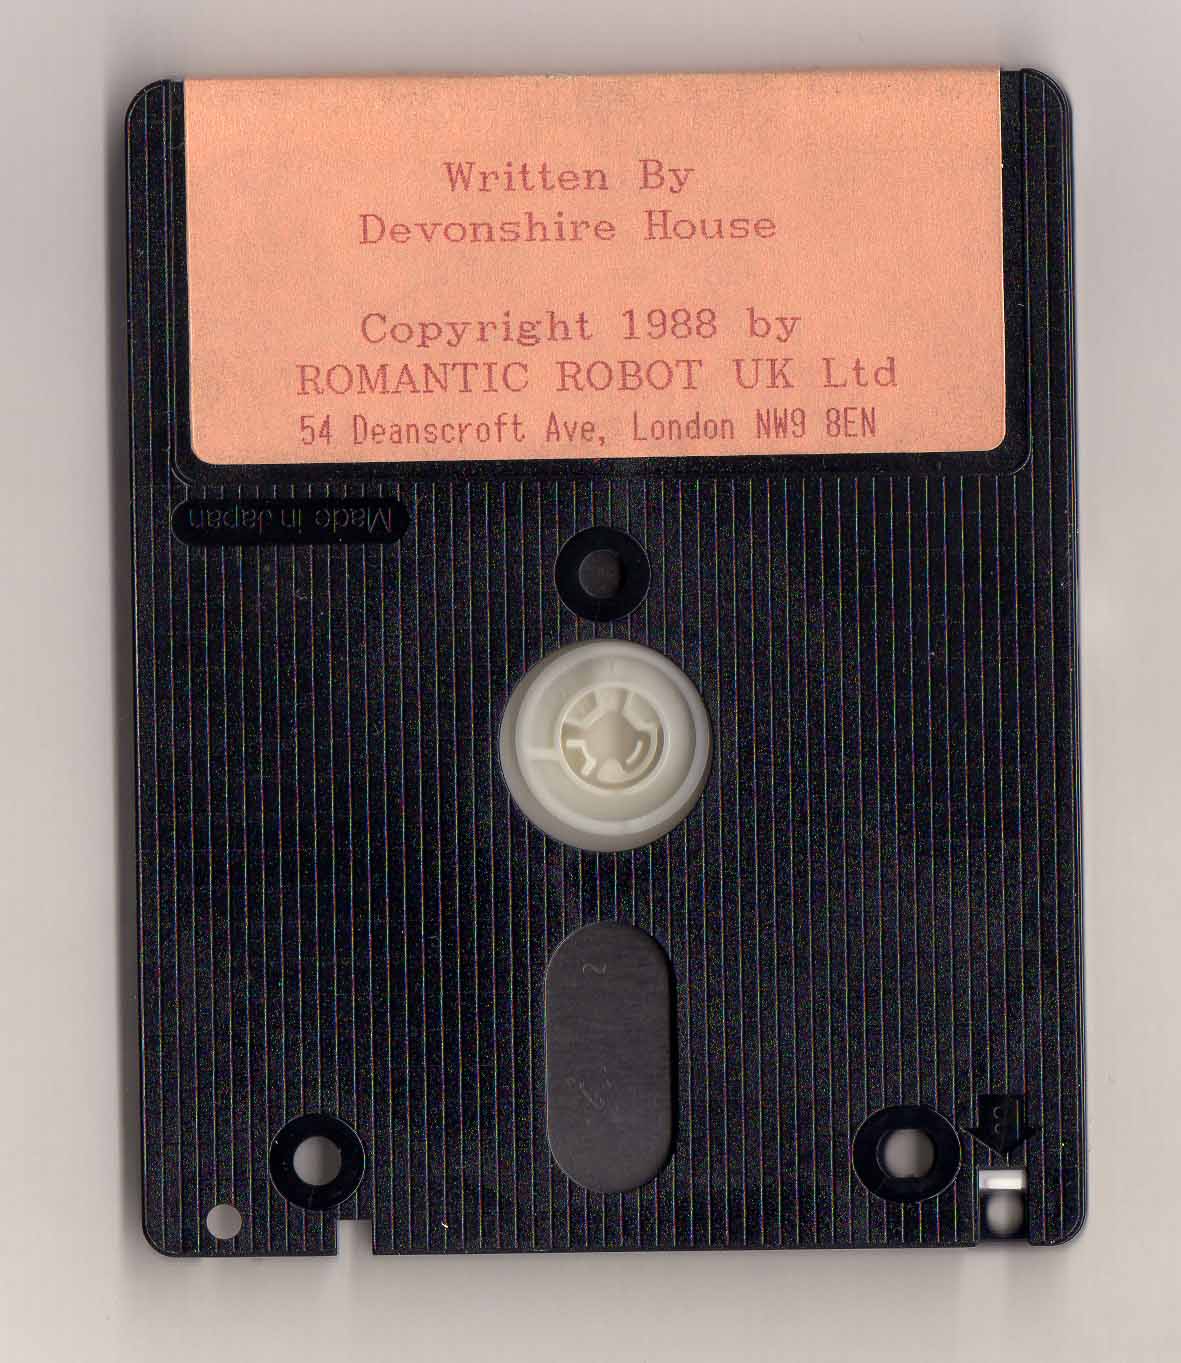 Written By
Devonshire House
Copyright 1988 by
ROMANTIC ROBOT UK Ltd
54 Deanscroft Ave, London NW9 8EN
Made in Japan